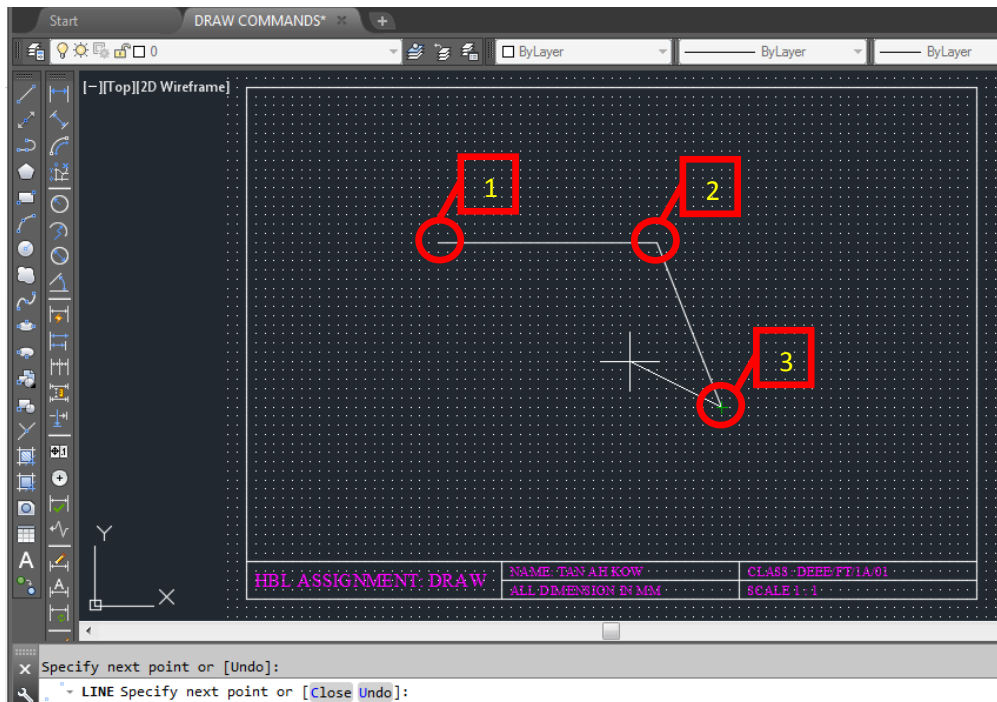 Start DRAW COMMANDS*
0 ByLayer ByLayer ByLayer
[−][Top][2D Wireframe]
1 2
3
Y
X
HBL ASSIGNMENT: DRAW
NAME: TAN AH KOW
CLASS : DEEE/FT/1A/01
ALL DIMENSION IN MM
SCALE 1 : 1
Specify next point or [Undo]:
LINE Specify next point or [Close Undo]: